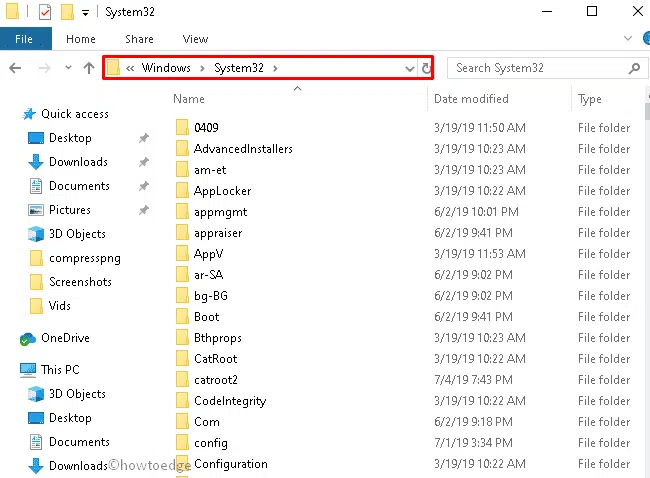 System32
File Home Share View
Windows System32
Search System32
Name Date modified Type
Quick access
Desktop
Downloads
Documents
Pictures
3D Objects
compresspng
Screenshots
Vids
OneDrive
This PC
3D Objects
Desktop
Documents
Downloads
0409 3/19/19 11:50 AM File folder
AdvancedInstallers 3/19/19 10:23 AM File folder
am-et 3/19/19 10:23 AM File folder
AppLocker 3/19/19 10:22 AM File folder
appmgmt 6/2/19 10:01 PM File folder
appraiser 6/2/19 9:41 PM File folder
AppV 3/19/19 11:53 AM File folder
ar-SA 6/2/19 9:02 PM File folder
bg-BG 6/2/19 9:02 PM File folder
Boot 6/2/19 9:41 PM File folder
Bthprops 3/19/19 10:23 AM File folder
CatRoot 3/19/19 10:22 AM File folder
catroot2 7/4/19 7:43 PM File folder
CodeIntegrity 3/19/19 10:22 AM File folder
Com 6/2/19 9:18 PM File folder
config 7/1/19 3:34 PM File folder
Configuration 3/19/19 10:22 AM File folder
©howtoedge